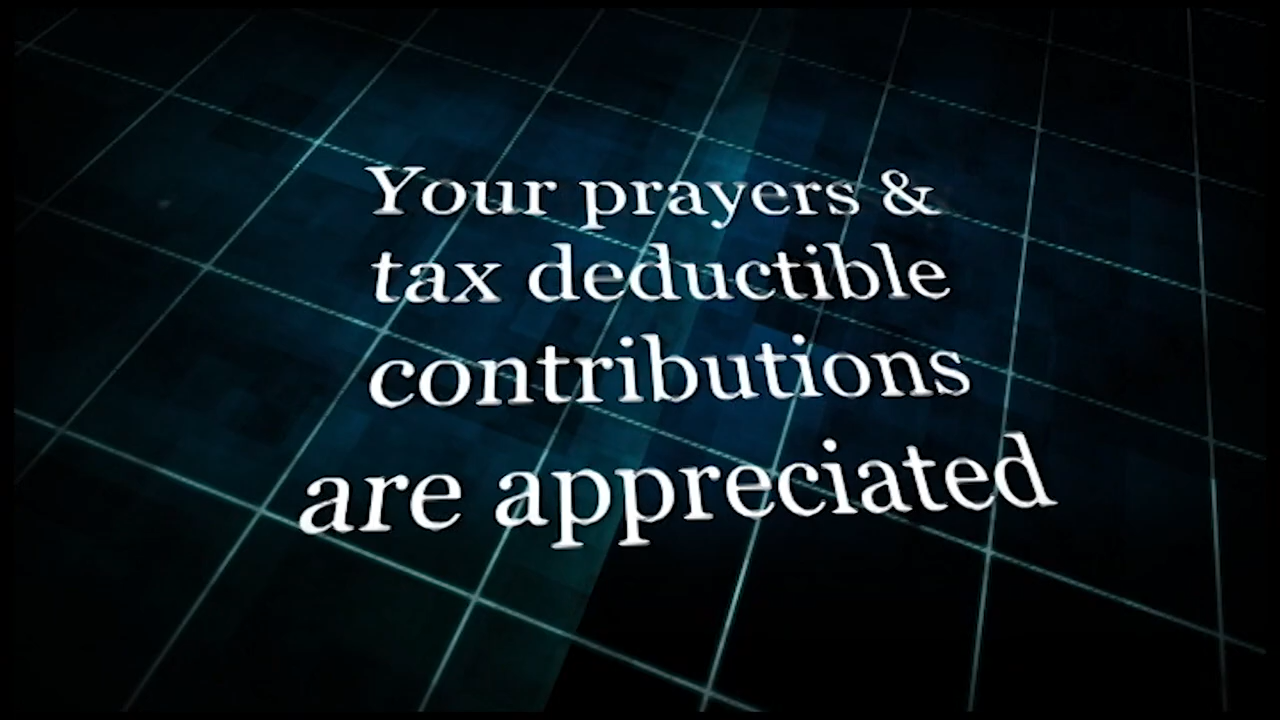 Your prayers &
tax deductible
contributions
are appreciated